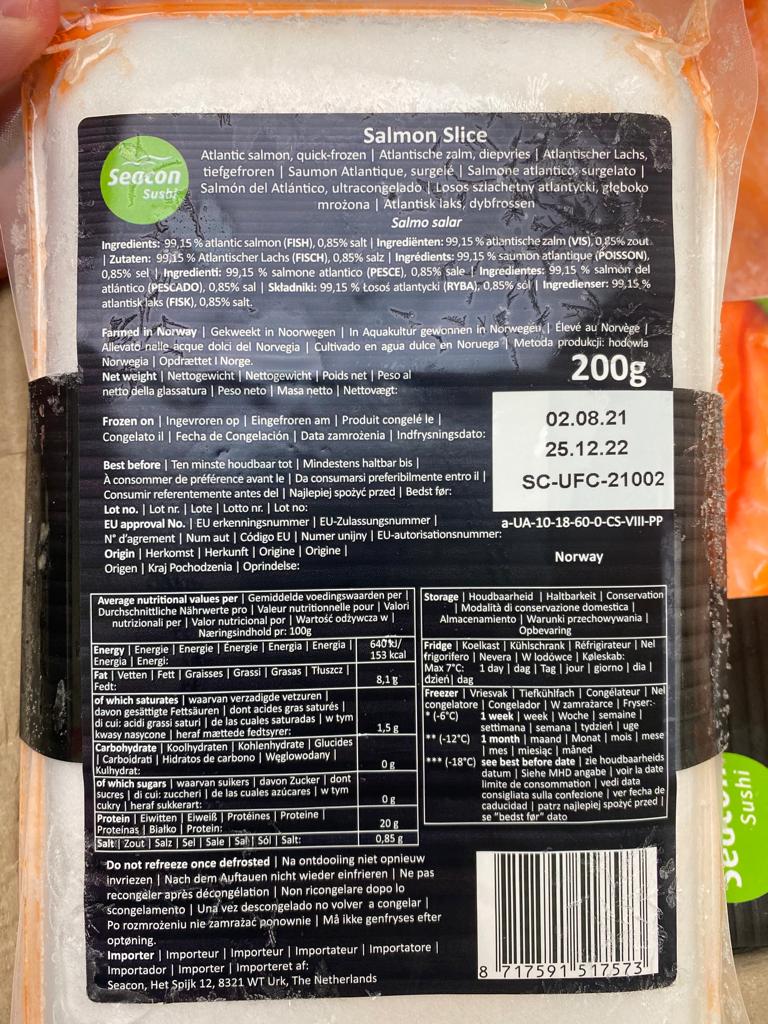 Salmon Slice
Seacon
Sushi
Atlantic salmon, quick-frozen | Atlantische zalm, diepvries | Atlantischer Lachs,
tiefgefroren | Saumon Atlantique, surgelé | Salmone atlantico, surgelato |
Salmón del Atlántico, ultracongelado | Łosoś szlachetny atlantycki, głęboko
mrożona | Atlantisk laks, dybfrossen
Salmo salar
Ingredients: 99,15 % atlantic salmon (FISH), 0,85% salt | Ingrediënten: 99,15 % atlantische zalm (VIS), 0,85% zout
| Zutaten: 99,15 % Atlantischer Lachs (FISCH), 0,85% salz | Ingrédients: 99,15 % saumon atlantique (POISSON),
0,85% sel | Ingredienti: 99,15 % salmone atlantico (PESCE), 0,85% sale | Ingredientes: 99,15 % salmón del
atlántico (PESCADO), 0,85% sal | Składniki: 99,15 % Łosoś atlantycki (RYBA), 0,85% sól | Ingredienser: 99,15 %
atlantisk laks (FISK), 0,85% salt.
Farmed in Norway | Gekweekt in Noorwegen | In Aquakultur gewonnen in Norwegen | Élevé au Norvège |
Allevato nelle acque dolci del Norvegia | Cultivado en agua dulce en Noruega | Metoda produkcji: hodowla
Norwegia | Opdrættet I Norge.
Net weight | Nettogewicht | Nettogewicht | Poids net | Peso al
netto della glassatura | Peso neto | Masa netto | Nettovægt:
200g
Frozen on | Ingevroren op | Eingefroren am | Produit congelé le |
Congelato il | Fecha de Congelación | Data zamrożenia | Indfrysningsdato:
02.08.21
25.12.22
SC-UFC-21002
Best before | Ten minste houdbaar tot | Mindestens haltbar bis |
À consommer de préférence avant le | Da consumarsi preferibilmente entro il |
Consumir referentemente antes del | Najlepiej spożyć przed | Bedst før:
Lot no. | Lot nr. | Lote | Lotto nr. | Lot no:
EU approval No. | EU erkenningsnummer | EU-Zulassungsnummer |
N° d'agrement | Num aut | Código EU | Numer unijny | EU-autorisationsnummer:
a-UA-10-18-60-0-CS-VIII-PP
Origin | Herkomst | Herkunft | Origine | Origine |
Origen | Kraj Pochodzenia | Oprindelse:
Norway
Average nutritional values per | Gemiddelde voedingswaarden per |
Durchschnittliche Nährwerte pro | Valeur nutritionnelle pour | Valori
nutrizionali per | Valor nutricional por | Wartość odżywcza w |
Næringsindhold pr: 100g
Energy | Energie | Energie | Énergie | Energia | Energia |
Energia | Energi:
640 kJ/
153 kcal
Fat | Vetten | Fett | Graisses | Grassi | Grasas | Tłuszcz |
Fedt:
8,1 g
of which saturates | waarvan verzadigde vetzuren |
davon gesättigte Fettsäuren | dont acides gras saturés |
di cui: acidi grassi saturi | de las cuales saturadas | w tym
kwasy nasycone | heraf mættede fedtsyrer:
1,5 g
Carbohydrate | Koolhydraten | Kohlenhydrate | Glucides
| Carboidrati | Hidratos de carbono | Węglowodany |
Kulhydrat:
0 g
of which sugars | waarvan suikers | davon Zucker | dont
sucres | di cui: zuccheri | de las cuales azúcares | w tym
cukry | heraf sukkerart:
0 g
Protein | Eiwitten | Eiweiß | Protéines | Proteine |
Proteínas | Białko | Protein:
20 g
Salt | Zout | Salz | Sel | Sale | Sal | Sól | Salt:
0,85 g
Storage | Houdbaarheid | Haltbarkeit | Conservation
| Modalità di conservazione domestica |
Almacenamiento | Warunki przechowywania |
Opbevaring
Fridge | Koelkast | Kühlschrank | Réfrigirateur | Nel
frigorifero | Nevera | W lodówce | Køleskab:
Max 7°C: 1 day | dag | Tag | jour | giorno | dia |
dzień | dag
Freezer | Vriesvak | Tiefkühlfach | Congélateur | Nel
congelatore | Congelador | W zamrażarce | Fryser:
* (-6°C) 1 week | week | Woche | semaine |
settimana | semana | tydzień | uge
** (-12°C) 1 month | maand | Monat | mois | mese
| mes | miesiąc | måned
*** (-18°C) see best before date | zie houdbaarheids
datum | Siehe MHD angabe | voir la date
limite de consommation | vedi data
consigliata sulla confezione | ver fecha de
caducidad | patrz najlepiej spożyć przed |
se "bedst før" dato
Do not refreeze once defrosted | Na ontdooling niet opnieuw
invriezen | Nach dem Auftauen nicht wieder einfrieren | Ne pas
recongeler après décongélation | Non ricongelare dopo lo
scongelamento | Una vez descongelado no volver a congelar |
Po rozmrożeniu nie zamrażać ponownie | Må ikke genfryses efter
optøning.
Importer | Importeur | Importeur | Importateur | Importatore |
Importador | Importer | Importeret af:
Seacon, Het Spijk 12, 8321 WT Urk, The Netherlands
8 717591 517573
Seacon
Sushi